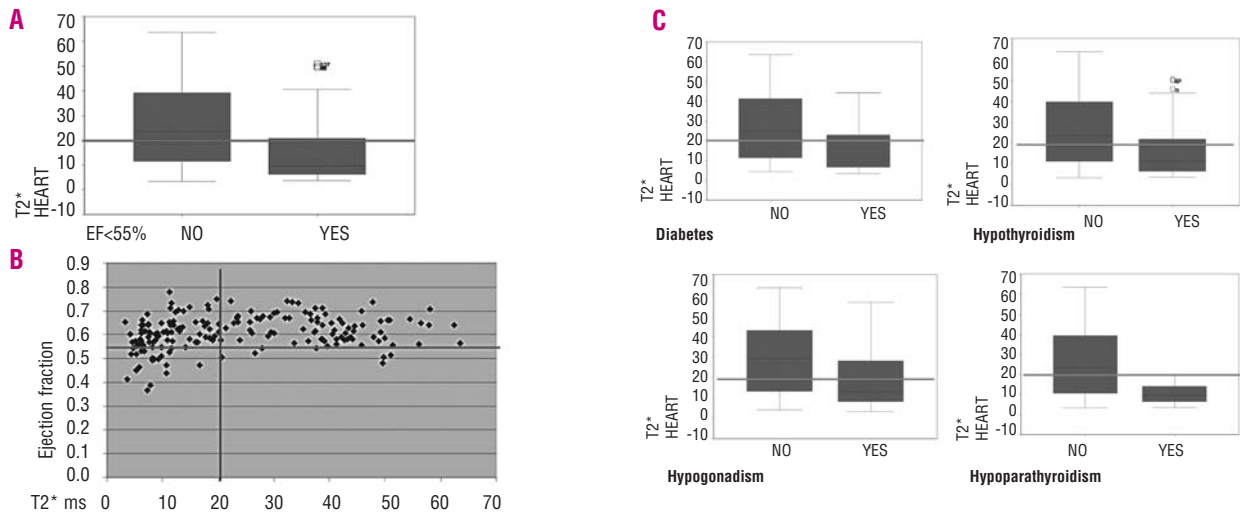 A
70
60
50
40
30
20
10
0
-10
T2*
HEART
EF<55% NO YES
B
0.9
0.8
0.7
0.6
0.5
0.4
0.3
0.2
0.1
0.0
Ejection fraction
T2* ms 0 10 20 30 40 50 60 70
C
70
60
50
40
30
20
10
0
-10
T2*
HEART
NO YES
Diabetes
70
60
50
40
30
20
10
0
-10
T2*
HEART
NO YES
Hypothyroidism
70
60
50
40
30
20
10
0
-10
T2*
HEART
NO YES
Hypogonadism
70
60
50
40
30
20
10
0
-10
T2*
HEART
NO YES
Hypoparathyroidism